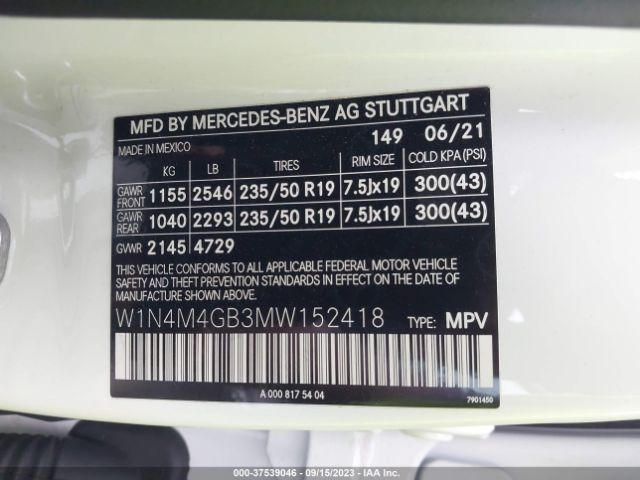 MFD BY MERCEDES-BENZ AG STUTTGART
MADE IN MEXICO 149 06/21
KG LB TIRES RIM SIZE COLD KPA (PSI)
GAWR FRONT 1155 2546 235/50 R19 7.5Jx19 300(43)
GAWR REAR 1040 2293 235/50 R19 7.5Jx19 300(43)
GVWR 2145 4729
THIS VEHICLE CONFORMS TO ALL APPLICABLE FEDERAL MOTOR VEHICLE
SAFETY AND THEFT PREVENTION STANDARDS IN EFFECT ON THE DATE
OF MANUFACTURE SHOWN ABOVE.
W1N4M4GB3MW152418 TYPE: MPV
A 000 817 54 04
7901450
000-37539046 - 09/15/2023 - IAA Inc.